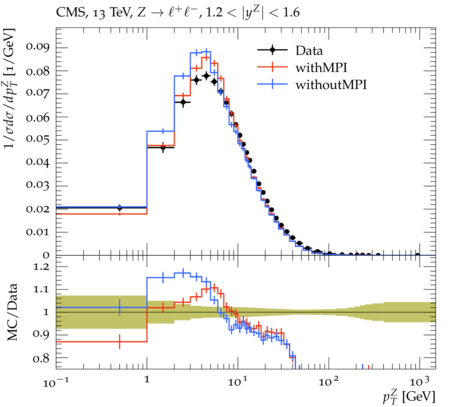 CMS, 13 TeV, Z → ℓ⁺ℓ⁻, 1.2 < |y^Z| < 1.6
1/σdσ/dp_T^Z [1/GeV]
0.09
0.08
0.07
0.06
0.05
0.04
0.03
0.02
0.01
0
Data
withMPI
withoutMPI
MC/Data
1.2
1.1
1
0.9
0.8
10⁻¹ 1 10¹ 10² 10³
p_T^Z [GeV]